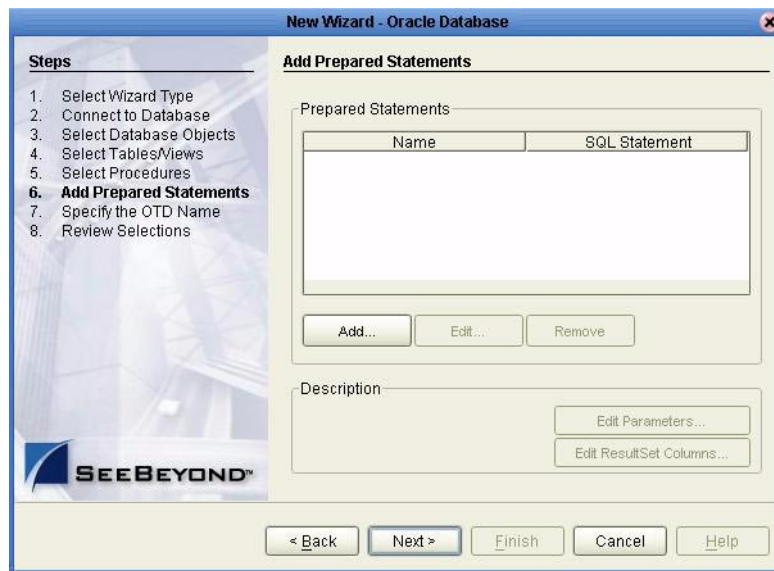 New Wizard - Oracle Database
Steps
1. Select Wizard Type
2. Connect to Database
3. Select Database Objects
4. Select Tables/Views
5. Select Procedures
6. Add Prepared Statements
7. Specify the OTD Name
8. Review Selections
SEEBEYOND™
Add Prepared Statements
Prepared Statements
Name SQL Statement
Add... Edit... Remove
Description
Edit Parameters...
Edit ResultSet Columns...
< Back Next > Finish Cancel Help